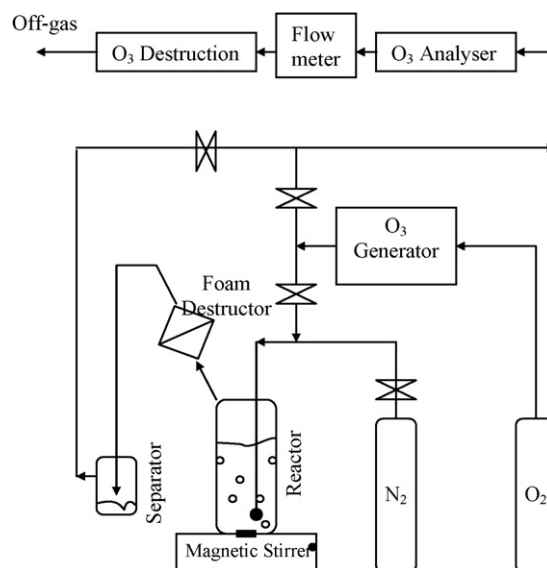 Off-gas
O₃ Destruction
Flow
meter
O₃ Analyser
O₃
Generator
Foam
Destructor
Reactor
Separator
N₂
O₂
Magnetic Stirrer